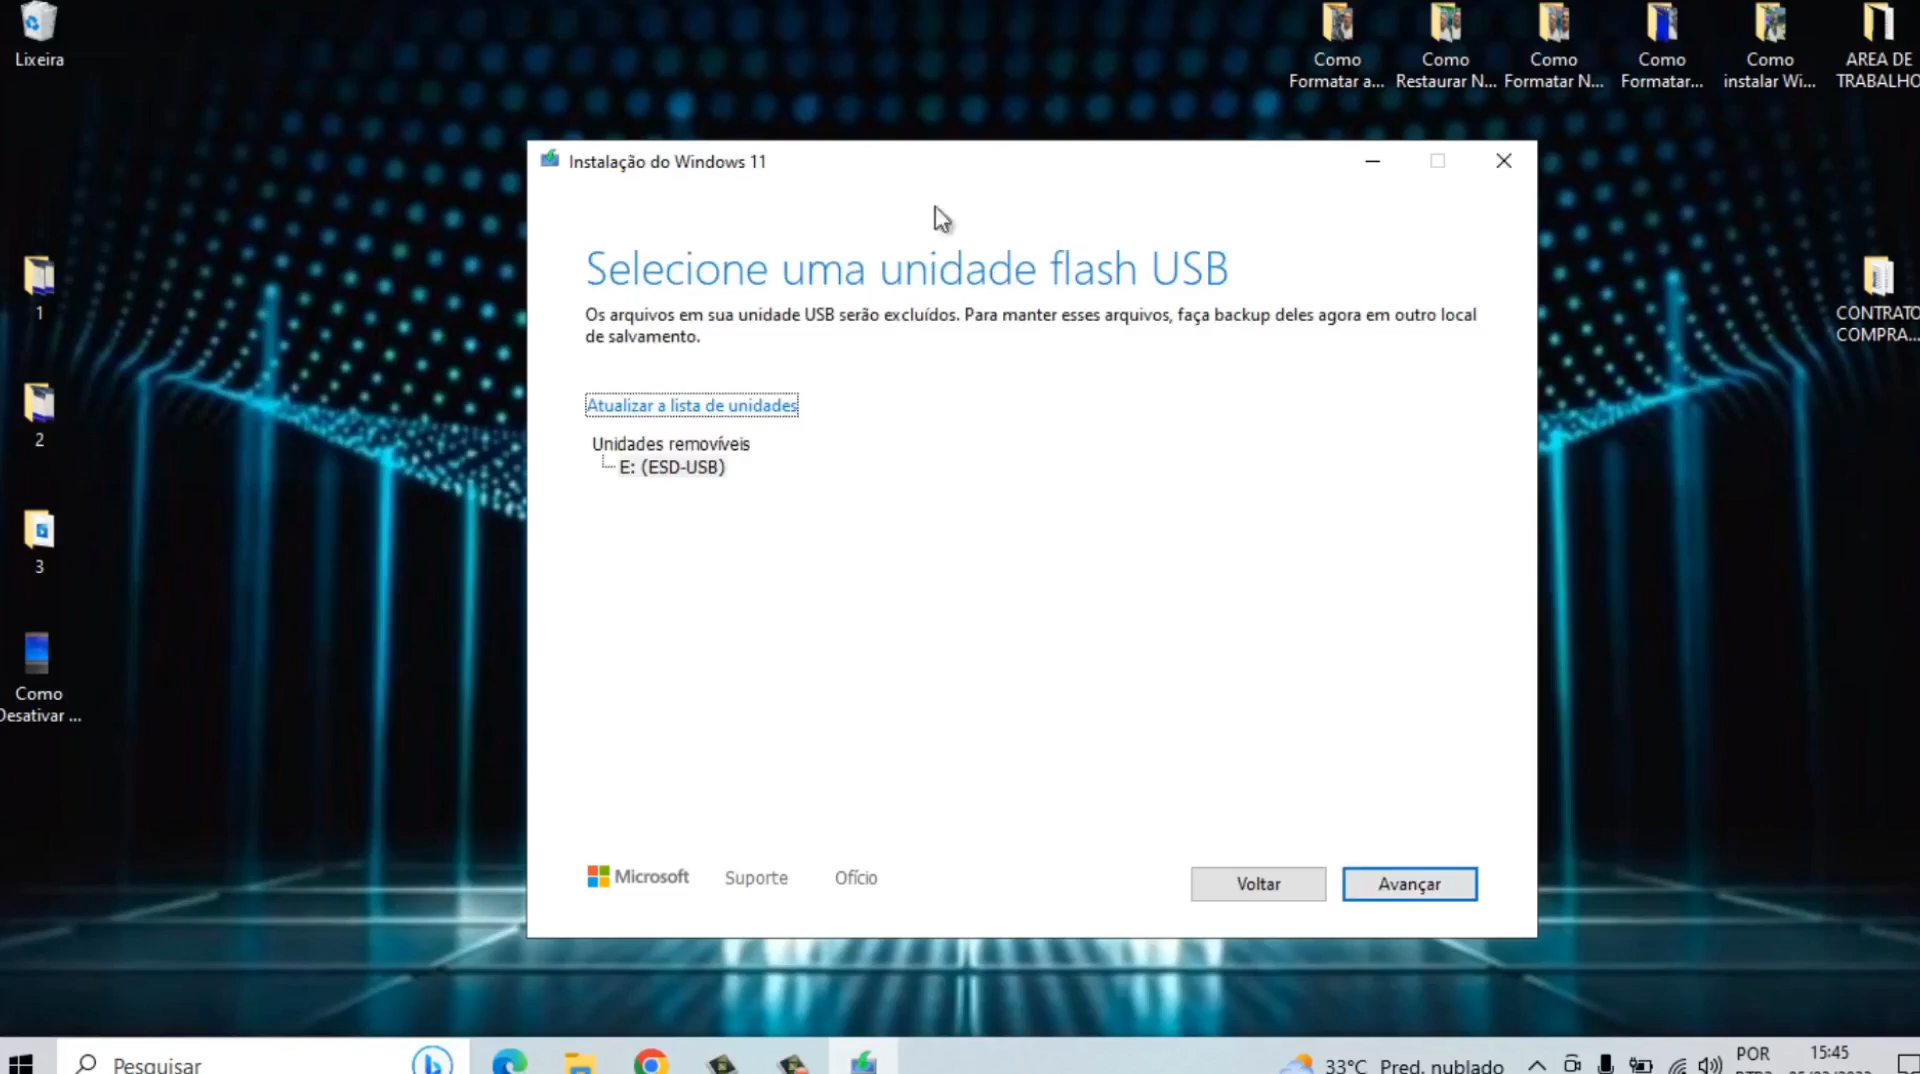 Lixeira
Como
Formatar a...
Como
Restaurar N...
Como
Formatar N...
Como
Formatar...
Como
instalar Wi...
AREA DE
TRABALHO
Instalação do Windows 11
Selecione uma unidade flash USB
Os arquivos em sua unidade USB serão excluídos. Para manter esses arquivos, faça backup deles agora em outro local
de salvamento.
1
CONTRATO
COMPRA...
Atualizar a lista de unidades
2
Unidades removíveis
E: (ESD-USB)
3
Como
Desativar ...
Microsoft
Suporte
Ofício
Voltar
Avançar
Pesquisar
33°C Pred. nublado
POR
15:45